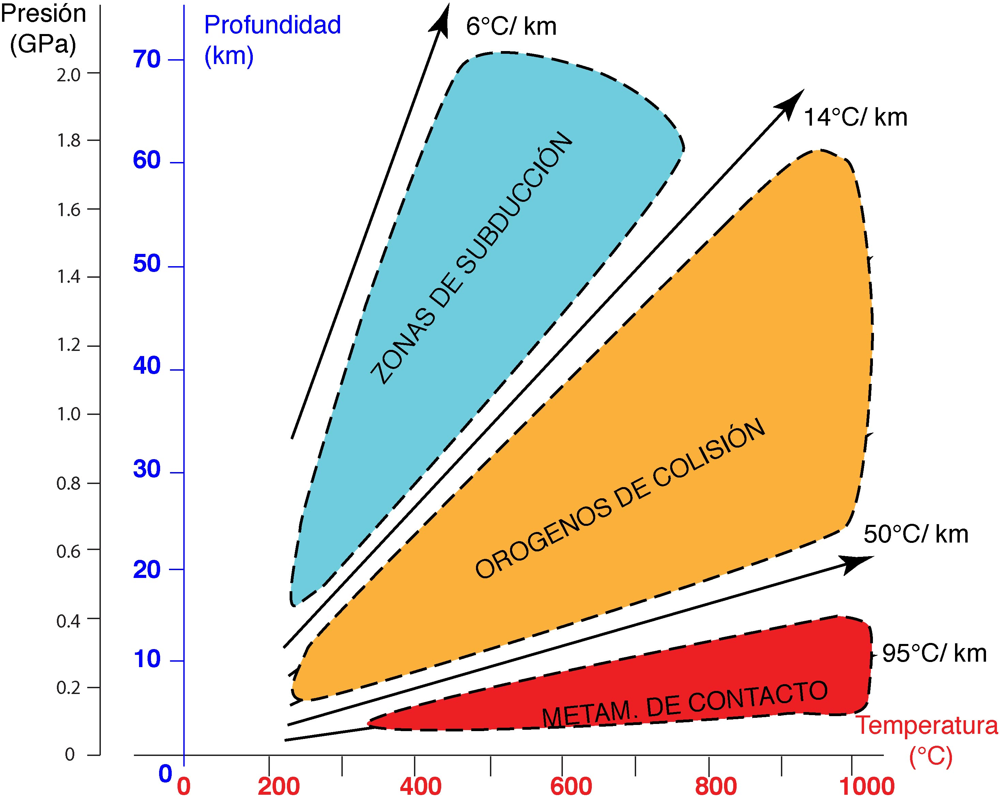 Presión
(GPa)
Profundidad
(km)
6°C/ km
70
2.0
14°C/ km
1.8
60
1.6
50
1.4
1.2
40
1.0
30
0.8
0.6
20
0.4
10
0.2
0
ZONAS DE SUBDUCCIÓN
OROGENOS DE COLISIÓN
50°C/ km
95°C/ km
METAM. DE CONTACTO
Temperatura
(°C)
0
0
200
400
600
800
1000